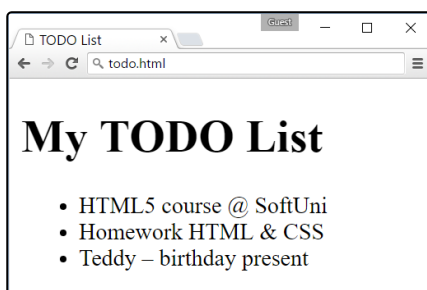 Guest
TODO List
todo.html
My TODO List
HTML5 course @ SoftUni
Homework HTML & CSS
Teddy – birthday present